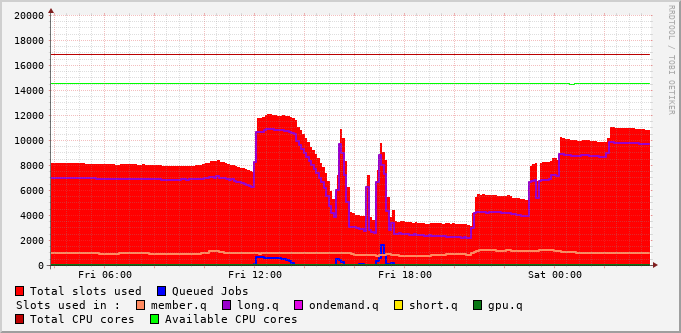 20000
18000
16000
14000
12000
10000
8000
6000
4000
2000
0
Fri 06:00 Fri 12:00 Fri 18:00 Sat 00:00
Total slots used Queued Jobs
Slots used in : member.q long.q ondemand.q short.q gpu.q
Total CPU cores Available CPU cores
RRDTOOL / TOBI OETIKER